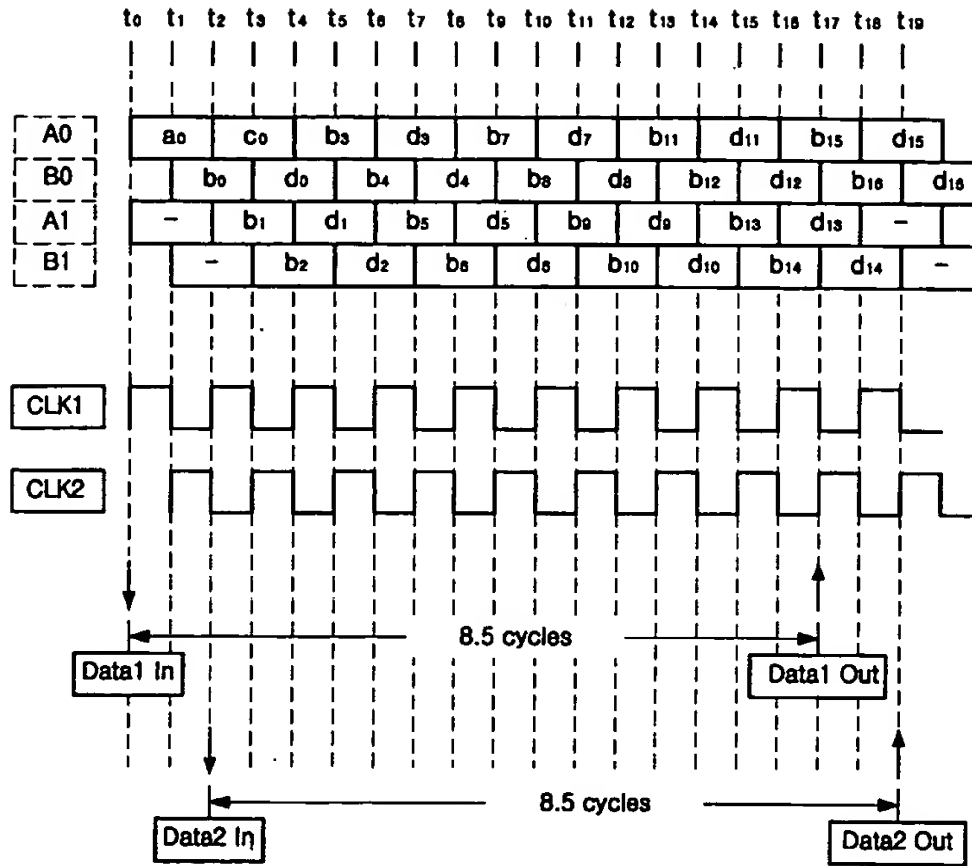 t0 t1 t2 t3 t4 t5 t6 t7 t8 t9 t10 t11 t12 t13 t14 t15 t16 t17 t18 t19
A0 a0 c0 b3 d3 b7 d7 b11 d11 b15 d15
B0 b0 d0 b4 d4 b8 d8 b12 d12 b16 d16
A1 – b1 d1 b5 d5 b9 d9 b13 d13 –
B1 – b2 d2 b6 d6 b10 d10 b14 d14 –
CLK1
CLK2
8.5 cycles
Data1 In Data1 Out
8.5 cycles
Data2 In Data2 Out